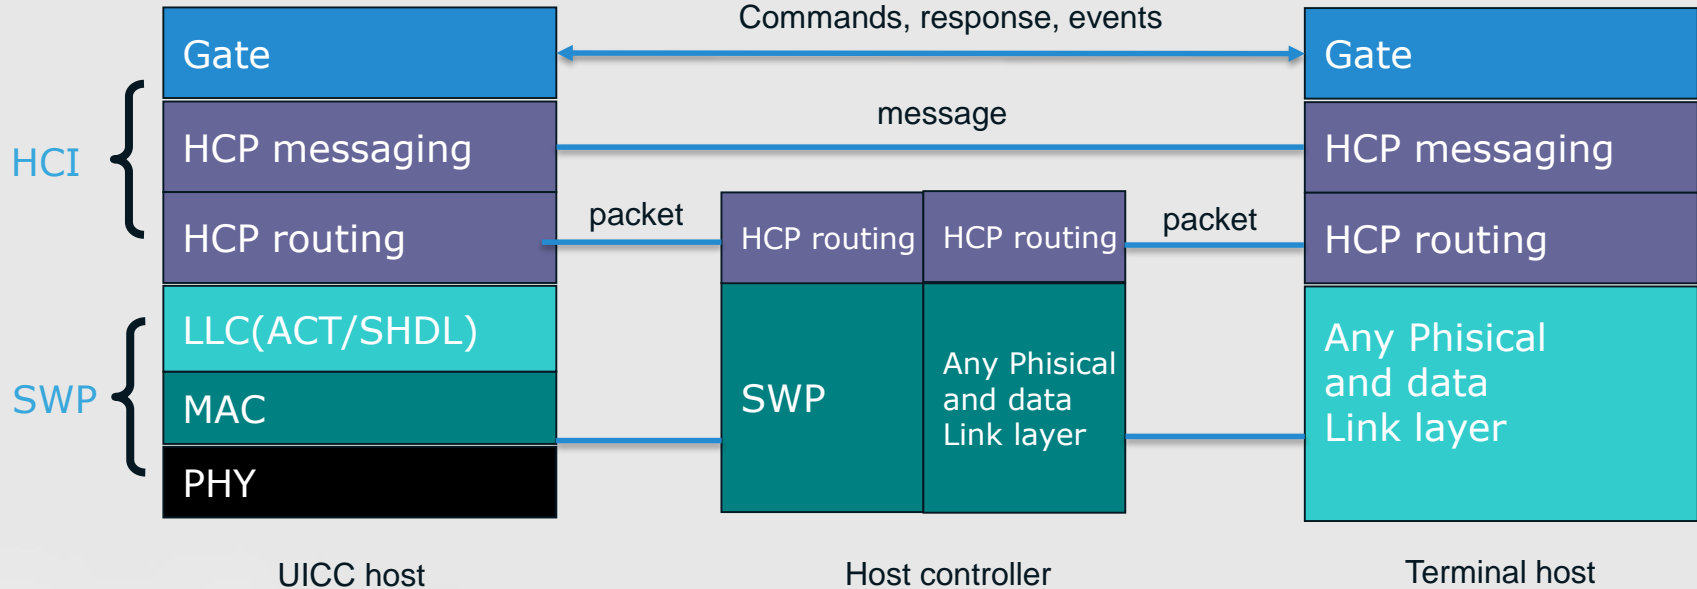 Commands, response, events
Gate
Gate
message
HCI
HCP messaging
HCP messaging
packet
packet
HCP routing
HCP routing
HCP routing
HCP routing
SWP
LLC(ACT/SHDL)
MAC
PHY
SWP
Any Phisical
and data
Link layer
Any Phisical
and data
Link layer
UICC host
Host controller
Terminal host